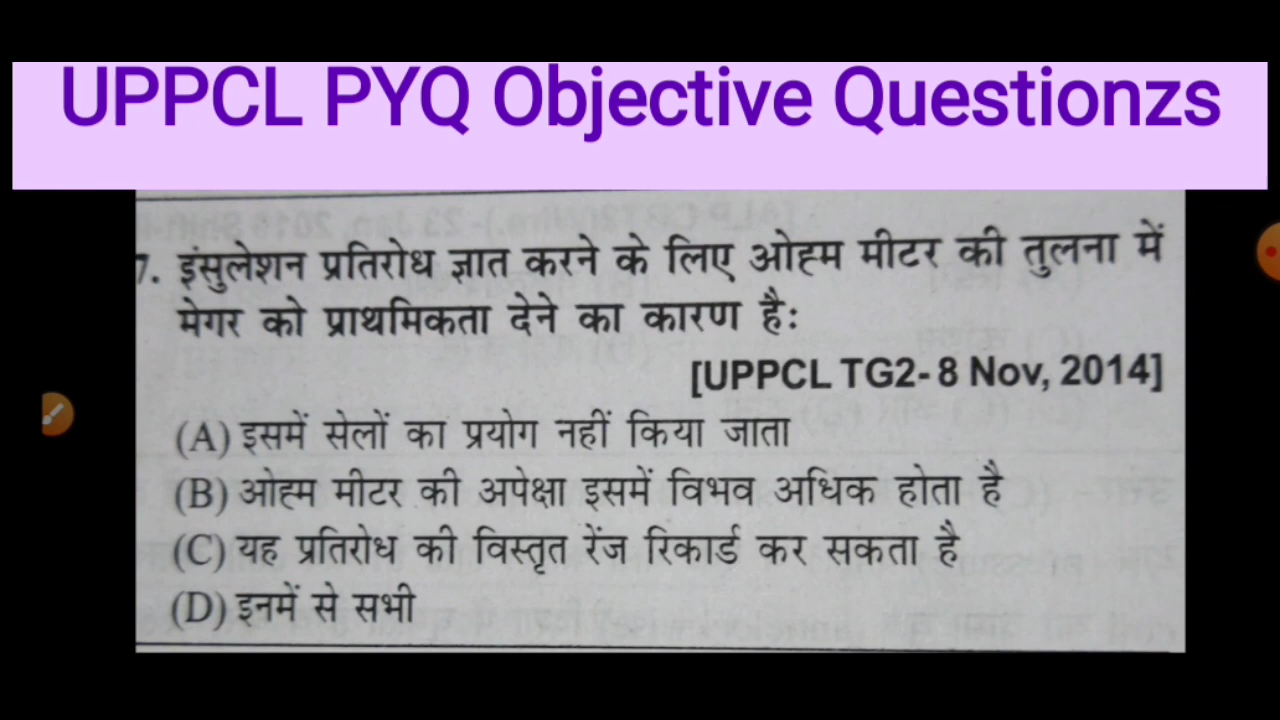 UPPCL PYQ Objective Questionzs
7. इंसुलेशन प्रतिरोध ज्ञात करने के लिए ओह्म मीटर की तुलना में
मेगर को प्राथमिकता देने का कारण है:
[UPPCL TG2- 8 Nov, 2014]
(A) इसमें सेलों का प्रयोग नहीं किया जाता
(B) ओह्म मीटर की अपेक्षा इसमें विभव अधिक होता है
(C) यह प्रतिरोध की विस्तृत रेंज रिकार्ड कर सकता है
(D) इनमें से सभी